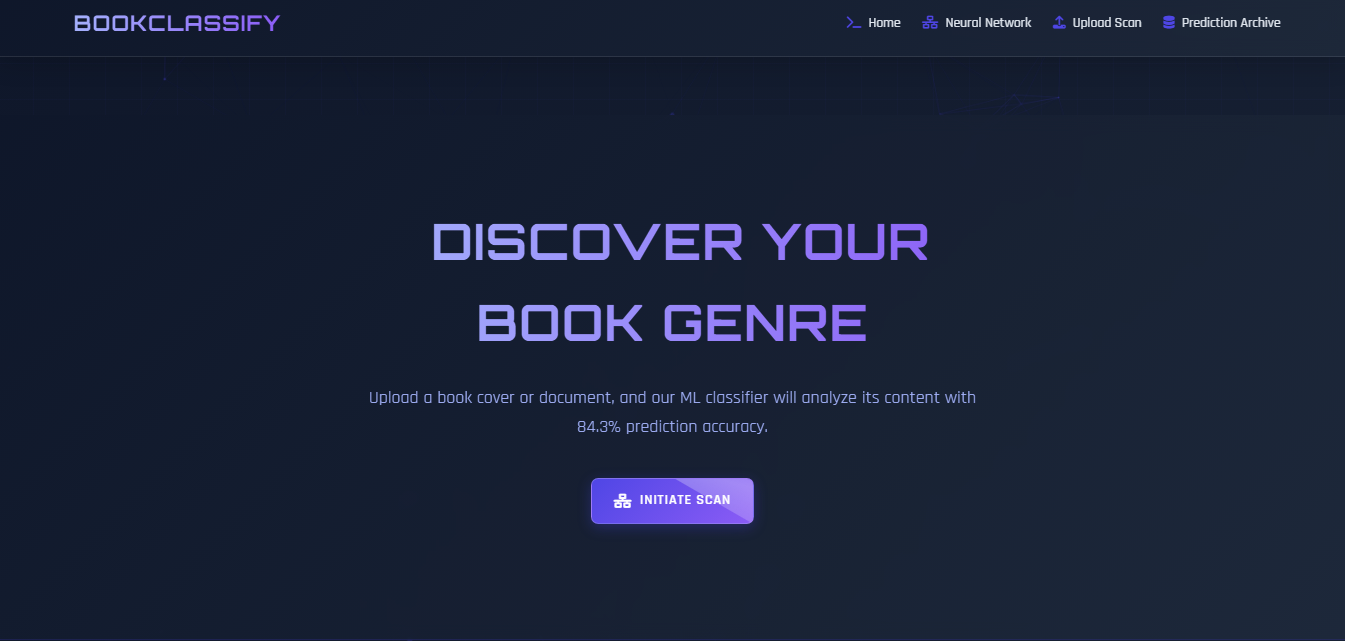 BOOKCLASSIFY
Home Neural Network Upload Scan Prediction Archive
DISCOVER YOUR
BOOK GENRE
Upload a book cover or document, and our ML classifier will analyze its content with
84.3% prediction accuracy.
INITIATE SCAN